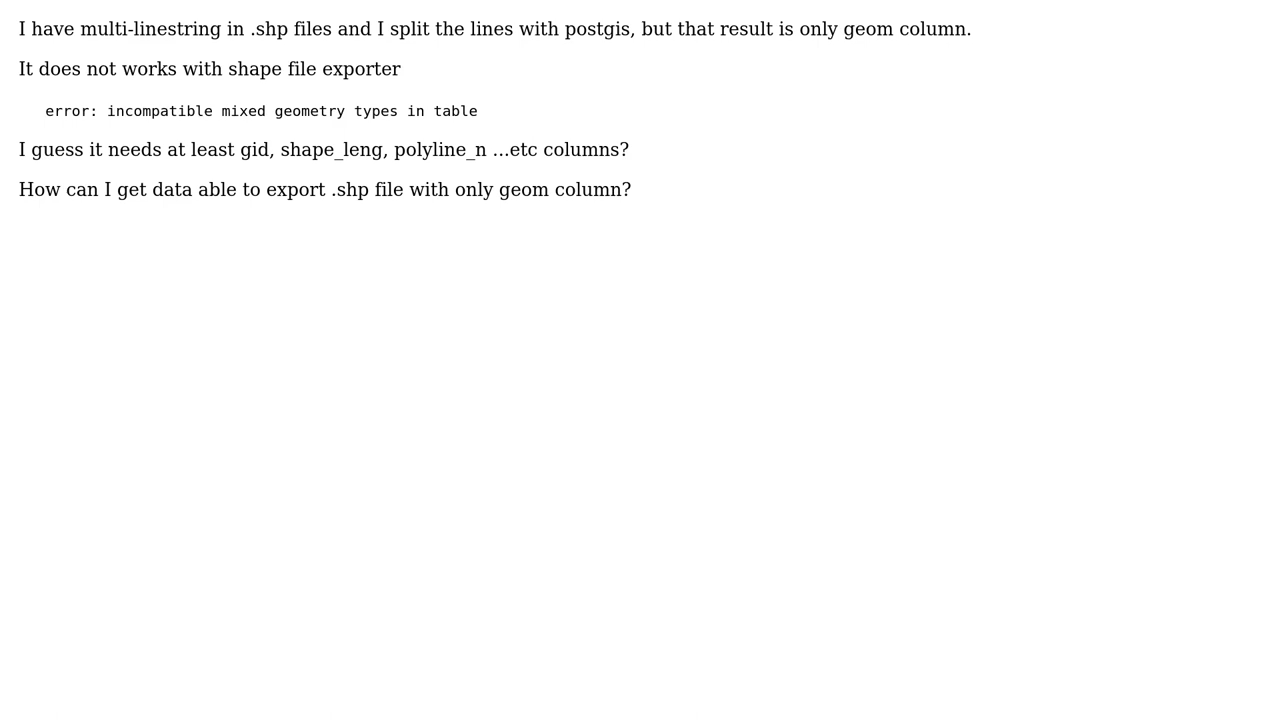 I have multi-linestring in .shp files and I split the lines with postgis, but that result is only geom column.
It does not works with shape file exporter
error: incompatible mixed geometry types in table
I guess it needs at least gid, shape_leng, polyline_n ...etc columns?
How can I get data able to export .shp file with only geom column?